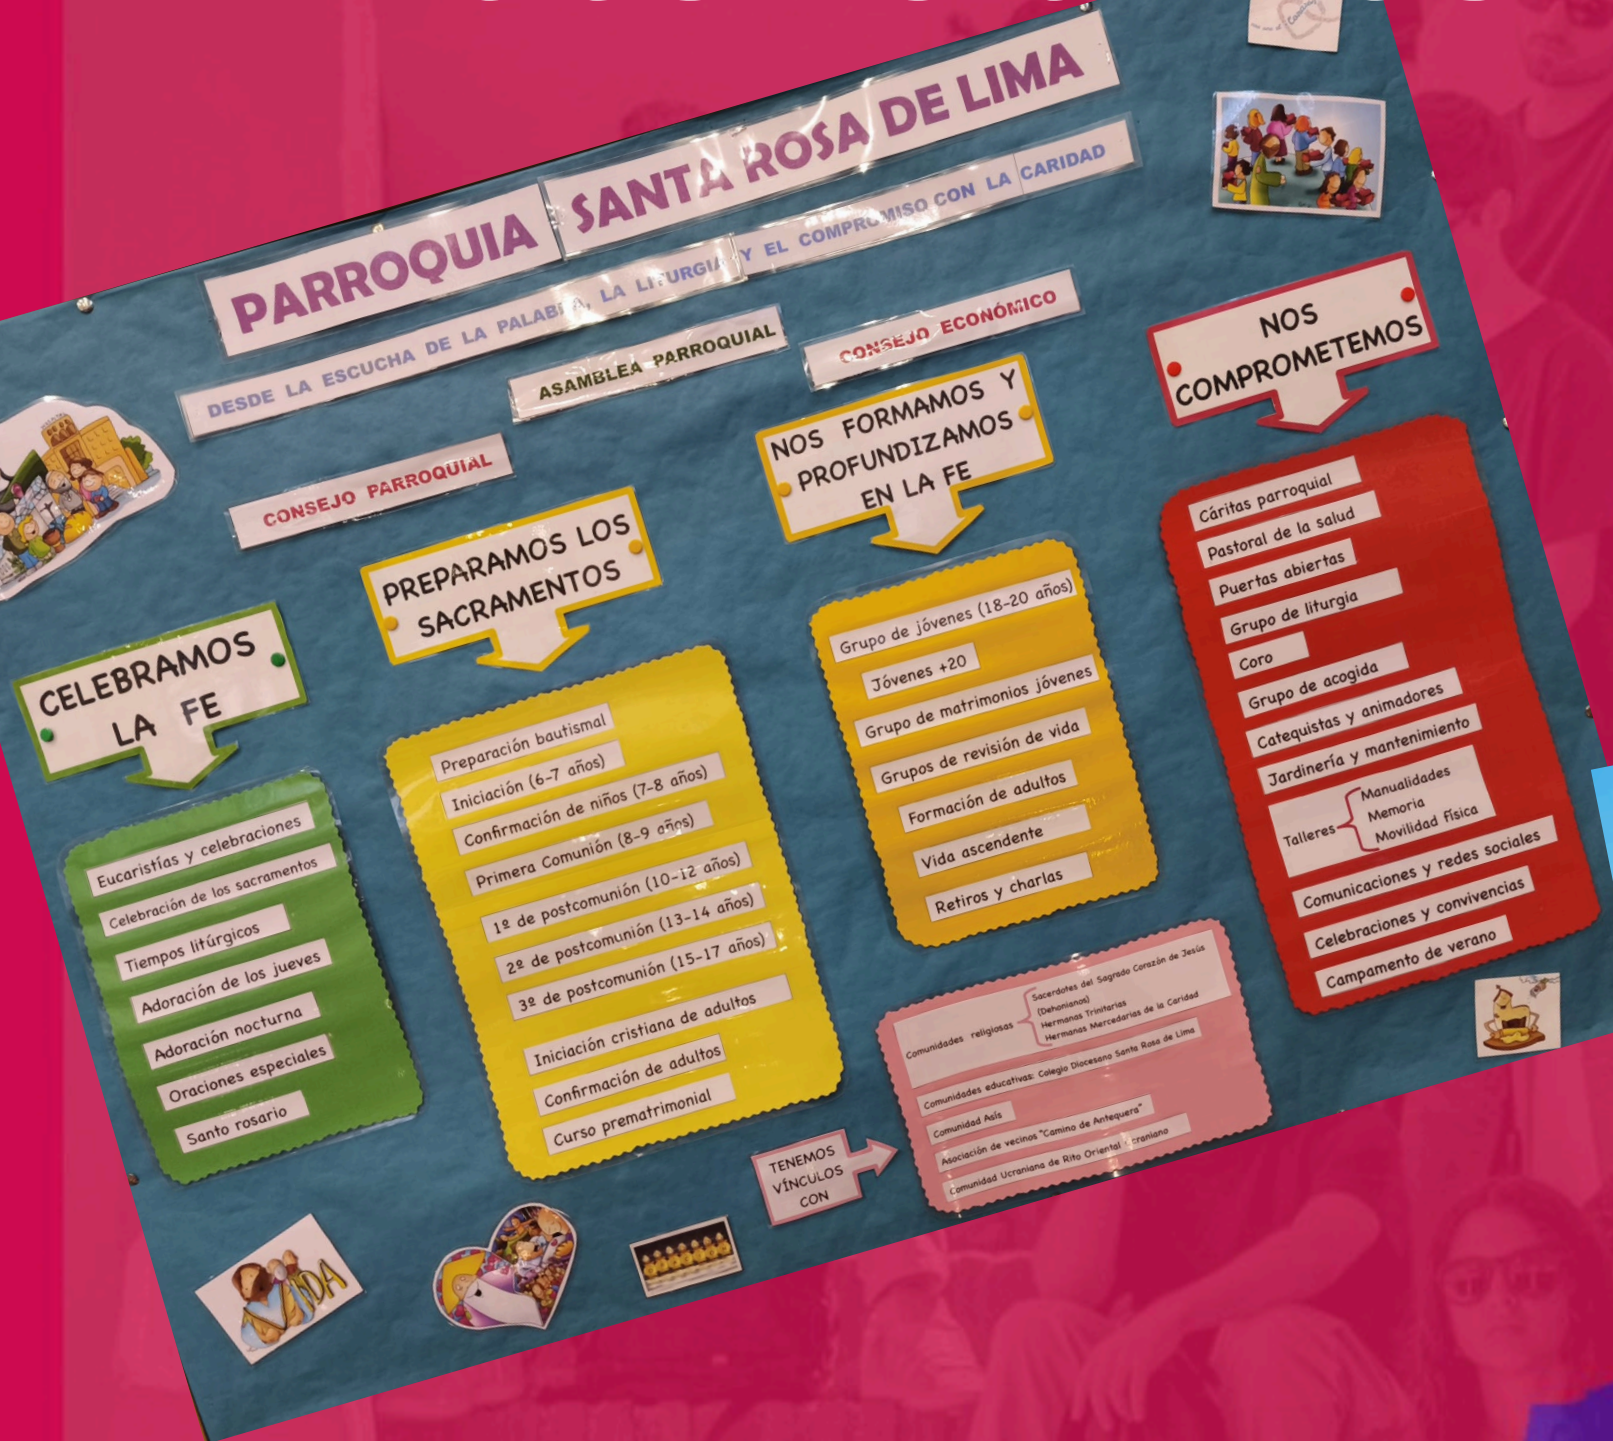 PARROQUIA SANTA ROSA DE LIMA
DESDE LA ESCUCHA DE LA PALABRA, LA LITURGIA Y EL COMPROMISO CON LA CARIDAD
CONSEJO PARROQUIAL
ASAMBLEA PARROQUIAL
CONSEJO ECONÓMICO
CELEBRAMOS
LA FE
Eucaristías y celebraciones
Celebración de los sacramentos
Tiempos litúrgicos
Adoración de los jueves
Adoración nocturna
Oraciones especiales
Santo rosario
PREPARAMOS LOS
SACRAMENTOS
Preparación bautismal
Iniciación (6-7 años)
Confirmación de niños (7-8 años)
Primera Comunión (8-9 años)
1º de postcomunión (10-12 años)
2º de postcomunión (13-14 años)
3º de postcomunión (15-17 años)
Iniciación cristiana de adultos
Confirmación de adultos
Curso prematrimonial
NOS FORMAMOS Y
PROFUNDIZAMOS
EN LA FE
Grupo de jóvenes (18-20 años)
Jóvenes +20
Grupo de matrimonios jóvenes
Grupos de revisión de vida
Formación de adultos
Vida ascendente
Retiros y charlas
NOS
COMPROMETEMOS
Cáritas parroquial
Pastoral de la salud
Puertas abiertas
Grupo de liturgia
Coro
Grupo de acogida
Catequistas y animadores
Jardinería y mantenimiento
Talleres
Manualidades
Memoria
Movilidad física
Comunicaciones y redes sociales
Celebraciones y convivencias
Campamento de verano
TENEMOS
VÍNCULOS
CON
Comunidades religiosas
Sacerdotes del Sagrado Corazón de Jesús
(Dehonianos)
Hermanas Trinitarias
Hermanas Mercedarias de la Caridad
Comunidades educativas: Colegio Diocesano Santa Rosa de Lima
Comunidad Asís
Asociación de vecinos "Camino de Antequera"
Comunidad Ucraniana de Rito Oriental Ucraniano
VIDA